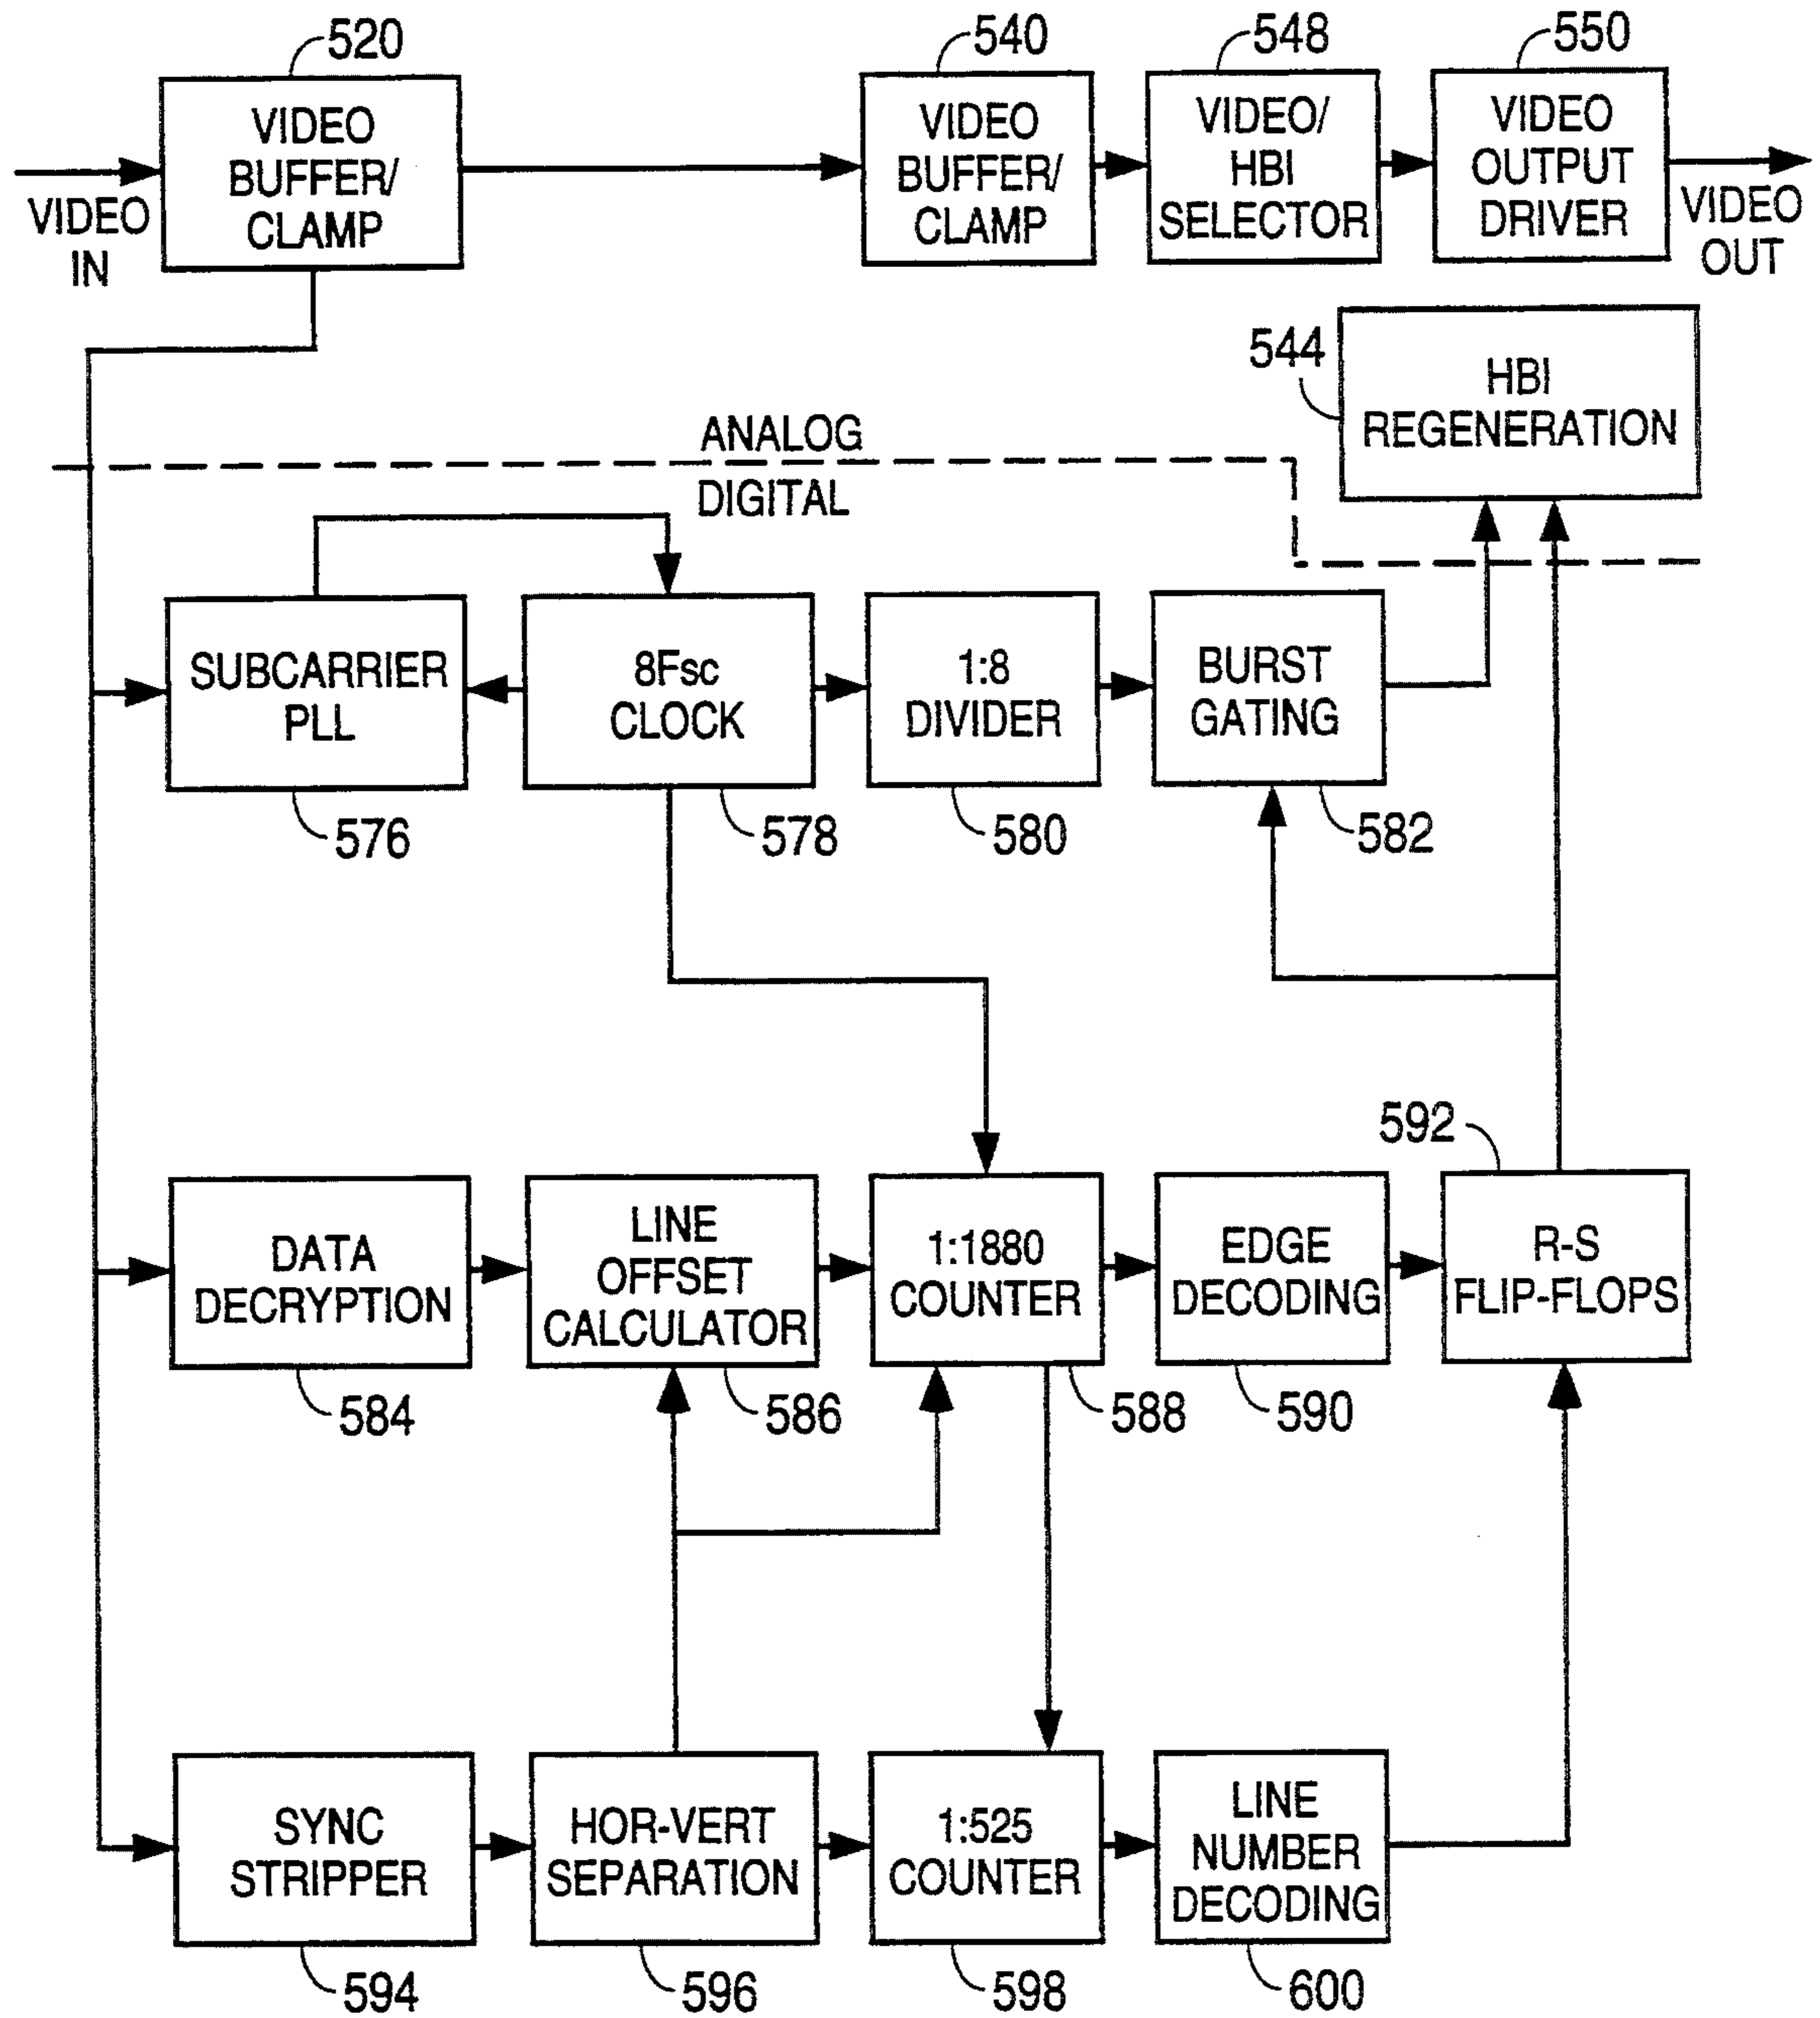 520
540
548
550
VIDEO
BUFFER/
CLAMP
VIDEO
BUFFER/
CLAMP
VIDEO/
HBI
SELECTOR
VIDEO
OUTPUT
DRIVER
VIDEO
IN
VIDEO
OUT
544
HBI
REGENERATION
ANALOG
DIGITAL
SUBCARRIER
PLL
8Fsc
CLOCK
1:8
DIVIDER
BURST
GATING
576
578
580
582
592
DATA
DECRYPTION
LINE
OFFSET
CALCULATOR
1:1880
COUNTER
EDGE
DECODING
R-S
FLIP-FLOPS
584
586
588
590
SYNC
STRIPPER
HOR-VERT
SEPARATION
1:525
COUNTER
LINE
NUMBER
DECODING
594
596
598
600